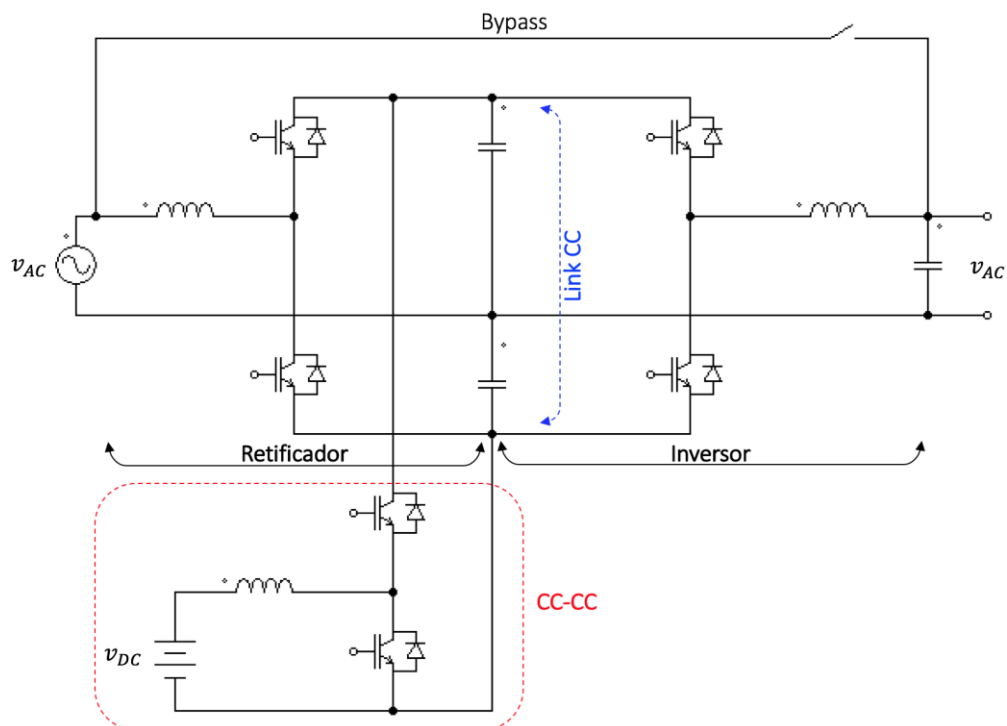 Bypass
Link CC
v_AC
v_AC
Retificador
Inversor
CC-CC
v_DC